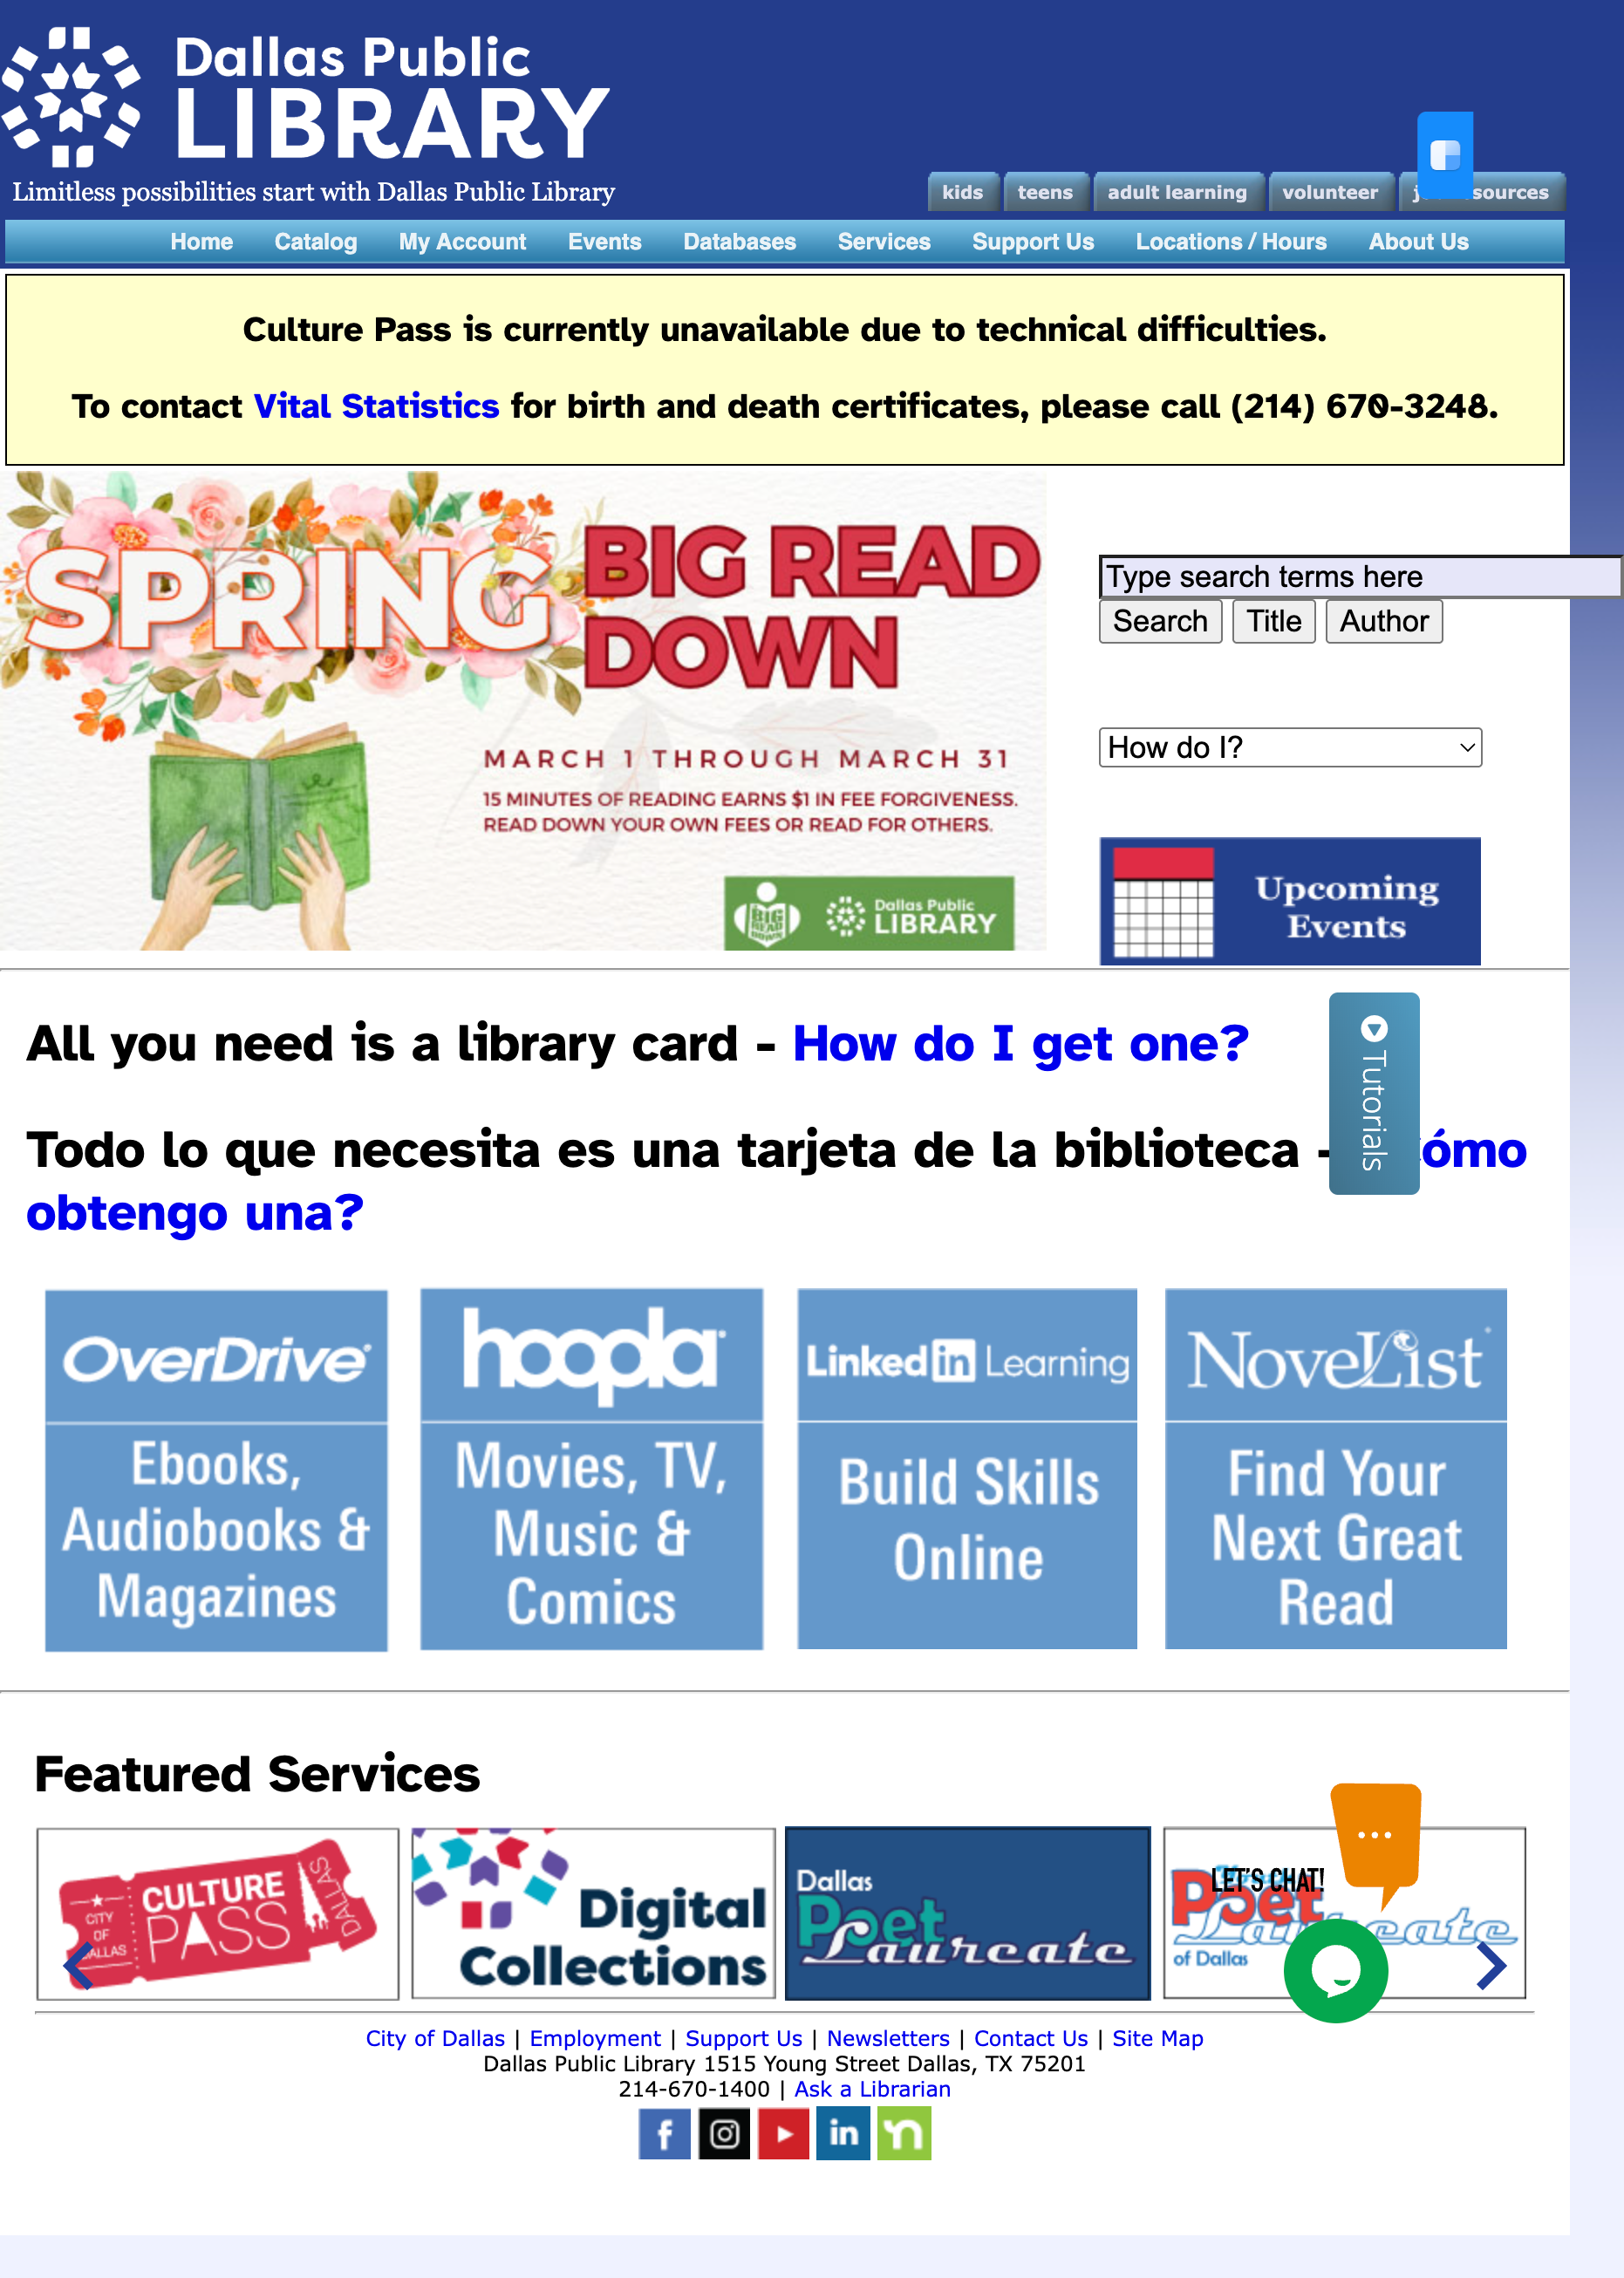 Dallas Public
LIBRARY
Limitless possibilities start with Dallas Public Library
kids
teens
adult learning
volunteer
Home
Catalog
My Account
Events
Databases
Services
Support Us
Locations / Hours
About Us
Culture Pass is currently unavailable due to technical difficulties.
To contact Vital Statistics for birth and death certificates, please call (214) 670-3248.
SPRING
BIG READ
DOWN
MARCH 1 THROUGH MARCH 31
15 MINUTES OF READING EARNS $1 IN FEE FORGIVENESS.
READ DOWN YOUR OWN FEES OR READ FOR OTHERS.
BIG
READ
DOWN
Dallas Public
LIBRARY
Type search terms here
Search
Title
Author
How do I?
Upcoming
Events
All you need is a library card - How do I get one?
Tutorials
Todo lo que necesita es una tarjeta de la biblioteca -
obtengo una?
OverDrive
Ebooks,
Audiobooks &
Magazines
hoopla
Movies, TV,
Music &
Comics
Linked in Learning
Build Skills
Online
NoveList
Find Your
Next Great
Read
Featured Services
CITY
OF
CULTURE
PASS
DALLAS
Digital
Collections
Dallas
Poet
Laureate
LET'S CHAT!
Poet
of Dallas
City of Dallas | Employment | Support Us | Newsletters | Contact Us | Site Map
Dallas Public Library 1515 Young Street Dallas, TX 75201
214-670-1400 | Ask a Librarian